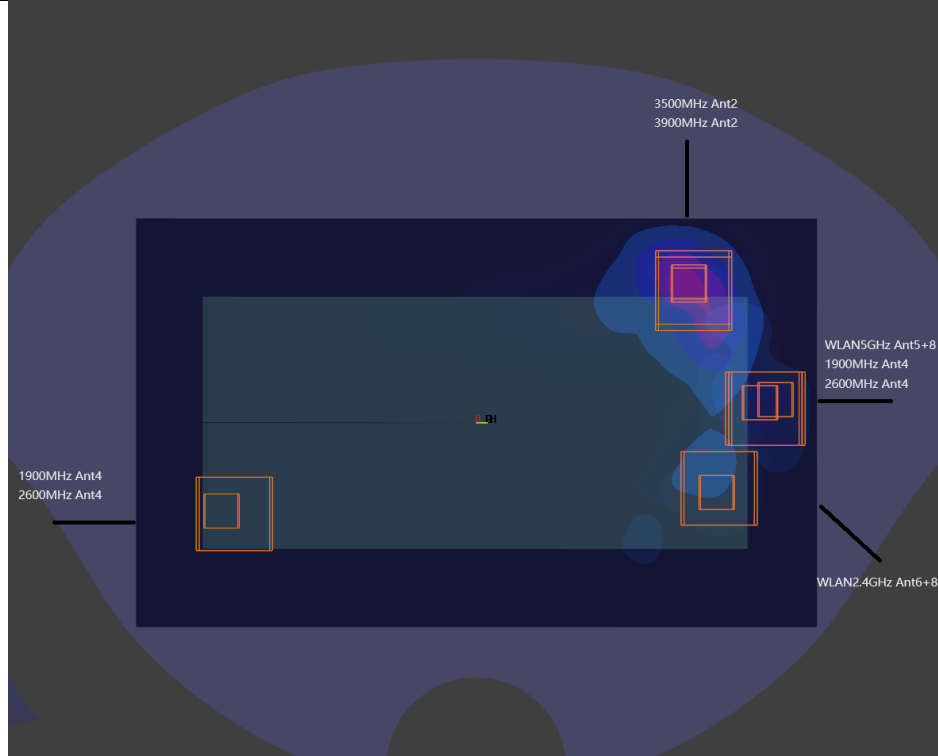 3500MHz Ant2
3900MHz Ant2
WLAN5GHz Ant5+8
1900MHz Ant4
2600MHz Ant4
1900MHz Ant4
2600MHz Ant4
WLAN2.4GHz Ant6+8